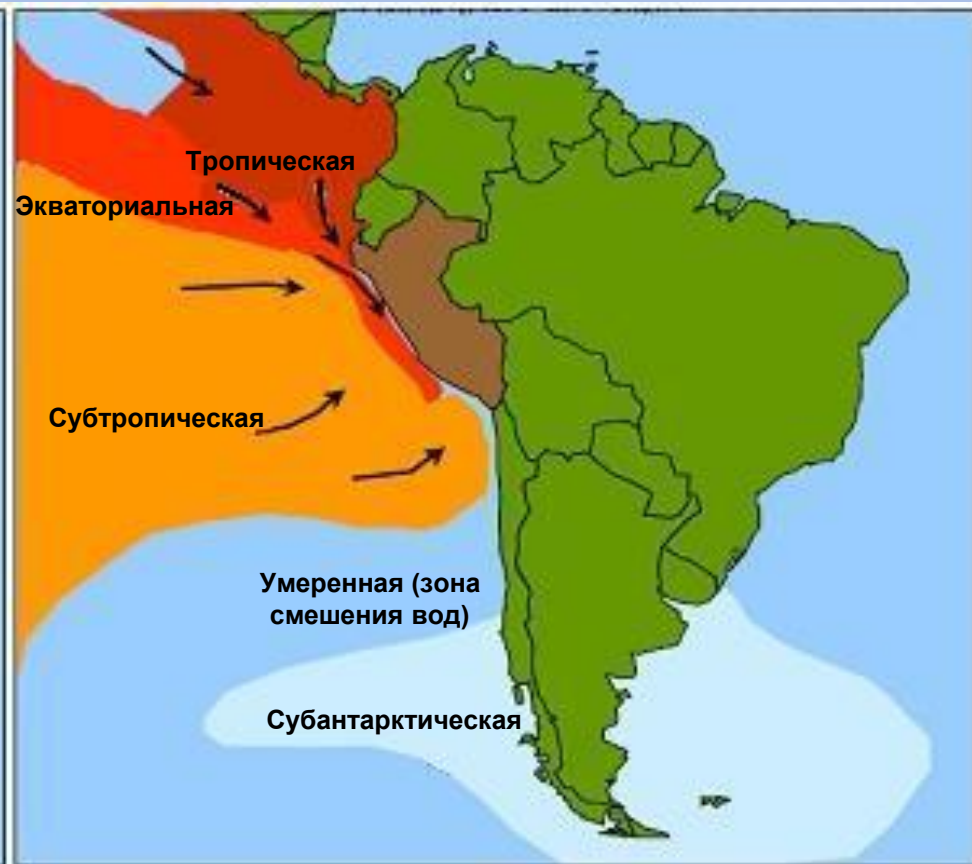 Тропическая
Экваториальная
Субтропическая
Умеренная (зона
смешения вод)
Субантарктическая